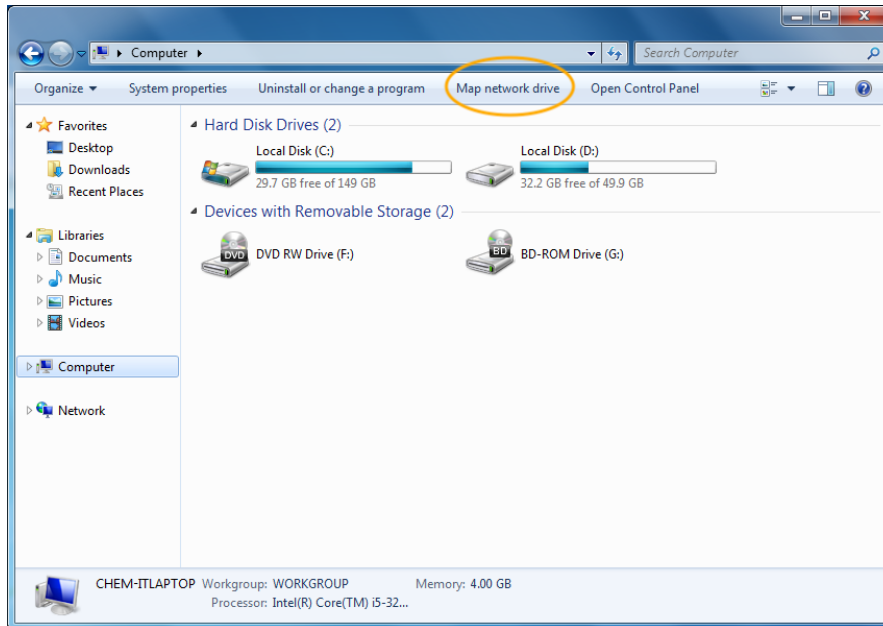 Computer
Search Computer
Organize
System properties
Uninstall or change a program
Map network drive
Open Control Panel
Favorites
Desktop
Downloads
Recent Places
Libraries
Documents
Music
Pictures
Videos
Computer
Network
Hard Disk Drives (2)
Local Disk (C:)
29.7 GB free of 149 GB
Local Disk (D:)
32.2 GB free of 49.9 GB
Devices with Removable Storage (2)
DVD
DVD RW Drive (F:)
BD
BD-ROM Drive (G:)
CHEM-ITLAPTOP Workgroup: WORKGROUP Memory: 4.00 GB
Processor: Intel(R) Core(TM) i5-32...